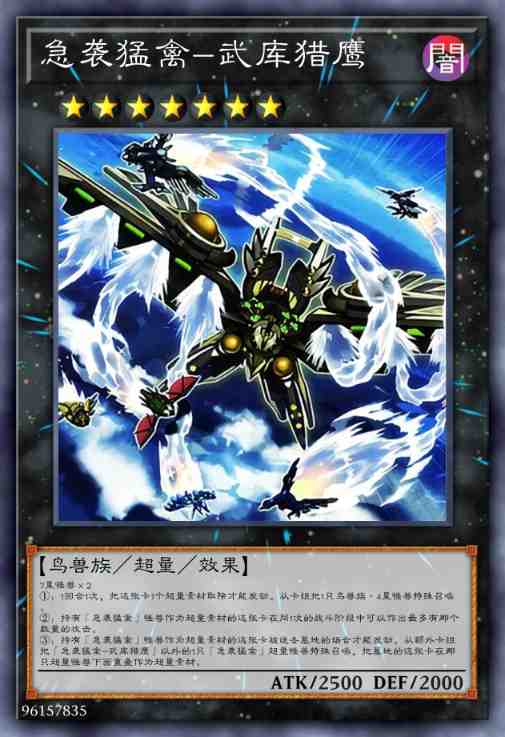 急袭猛禽-武库猎鹰
闇
【鸟兽族／超量／效果】
7星怪兽×2
①：1回合1次，把这张卡1个超量素材取除才能发动。从卡组把1只鸟兽族·4星怪兽特殊召唤
。
②：持有「急袭猛禽」怪兽作为超量素材的这张卡在同1次的战斗阶段中可以作出最多有那个
数量的攻击。
③：持有「急袭猛禽」怪兽作为超量素材的这张卡被送去墓地的场合才能发动。从额外卡组
把「急袭猛禽-武库猎鹰」以外的1只「急袭猛禽」超量怪兽特殊召唤，把墓地的这张卡在那
只超量怪兽下面重叠作为超量素材。
ATK/2500 DEF/2000
96157835